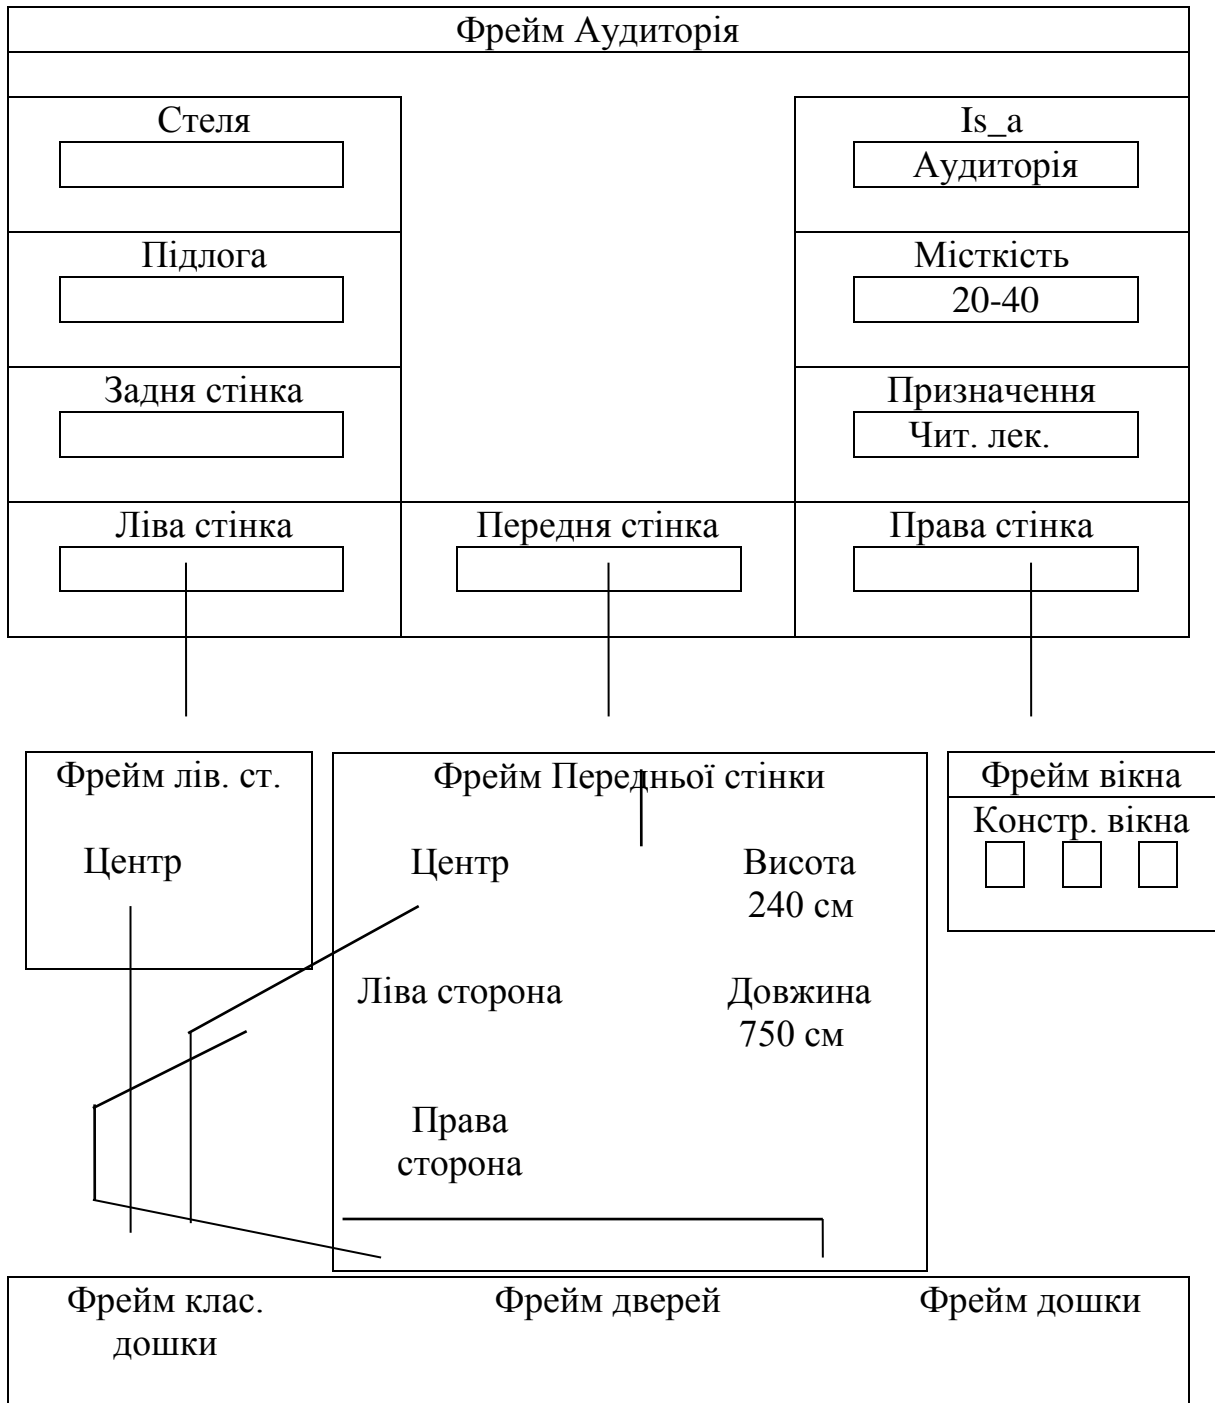 Фрейм Аудиторія
Стеля
Is_a
Аудиторія
Підлога
Місткість
20-40
Задня стінка
Призначення
Чит. лек.
Ліва стінка
Передня стінка
Права стінка
Фрейм лів. ст.
Центр
Фрейм Передньої стінки
Центр
Висота
240 см
Ліва сторона
Довжина
750 см
Права
сторона
Фрейм вікна
Констр. вікна
Фрейм клас.
дошки
Фрейм дверей
Фрейм дошки